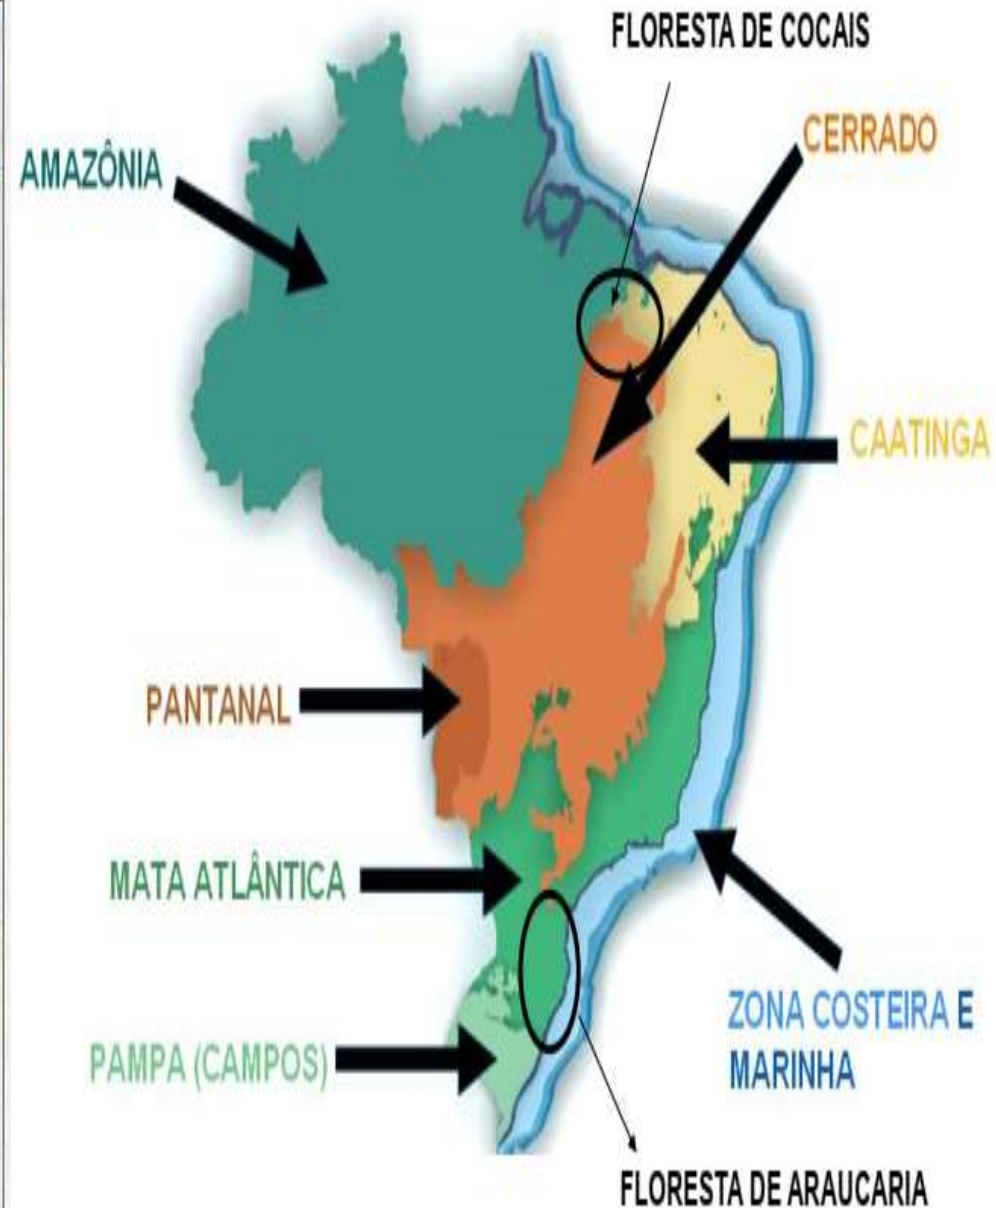 FLORESTA DE COCAIS
CERRADO
AMAZÔNIA
CAATINGA
PANTANAL
MATA ATLÂNTICA
ZONA COSTEIRA E
MARINHA
PAMPA (CAMPOS)
FLORESTA DE ARAUCARIA